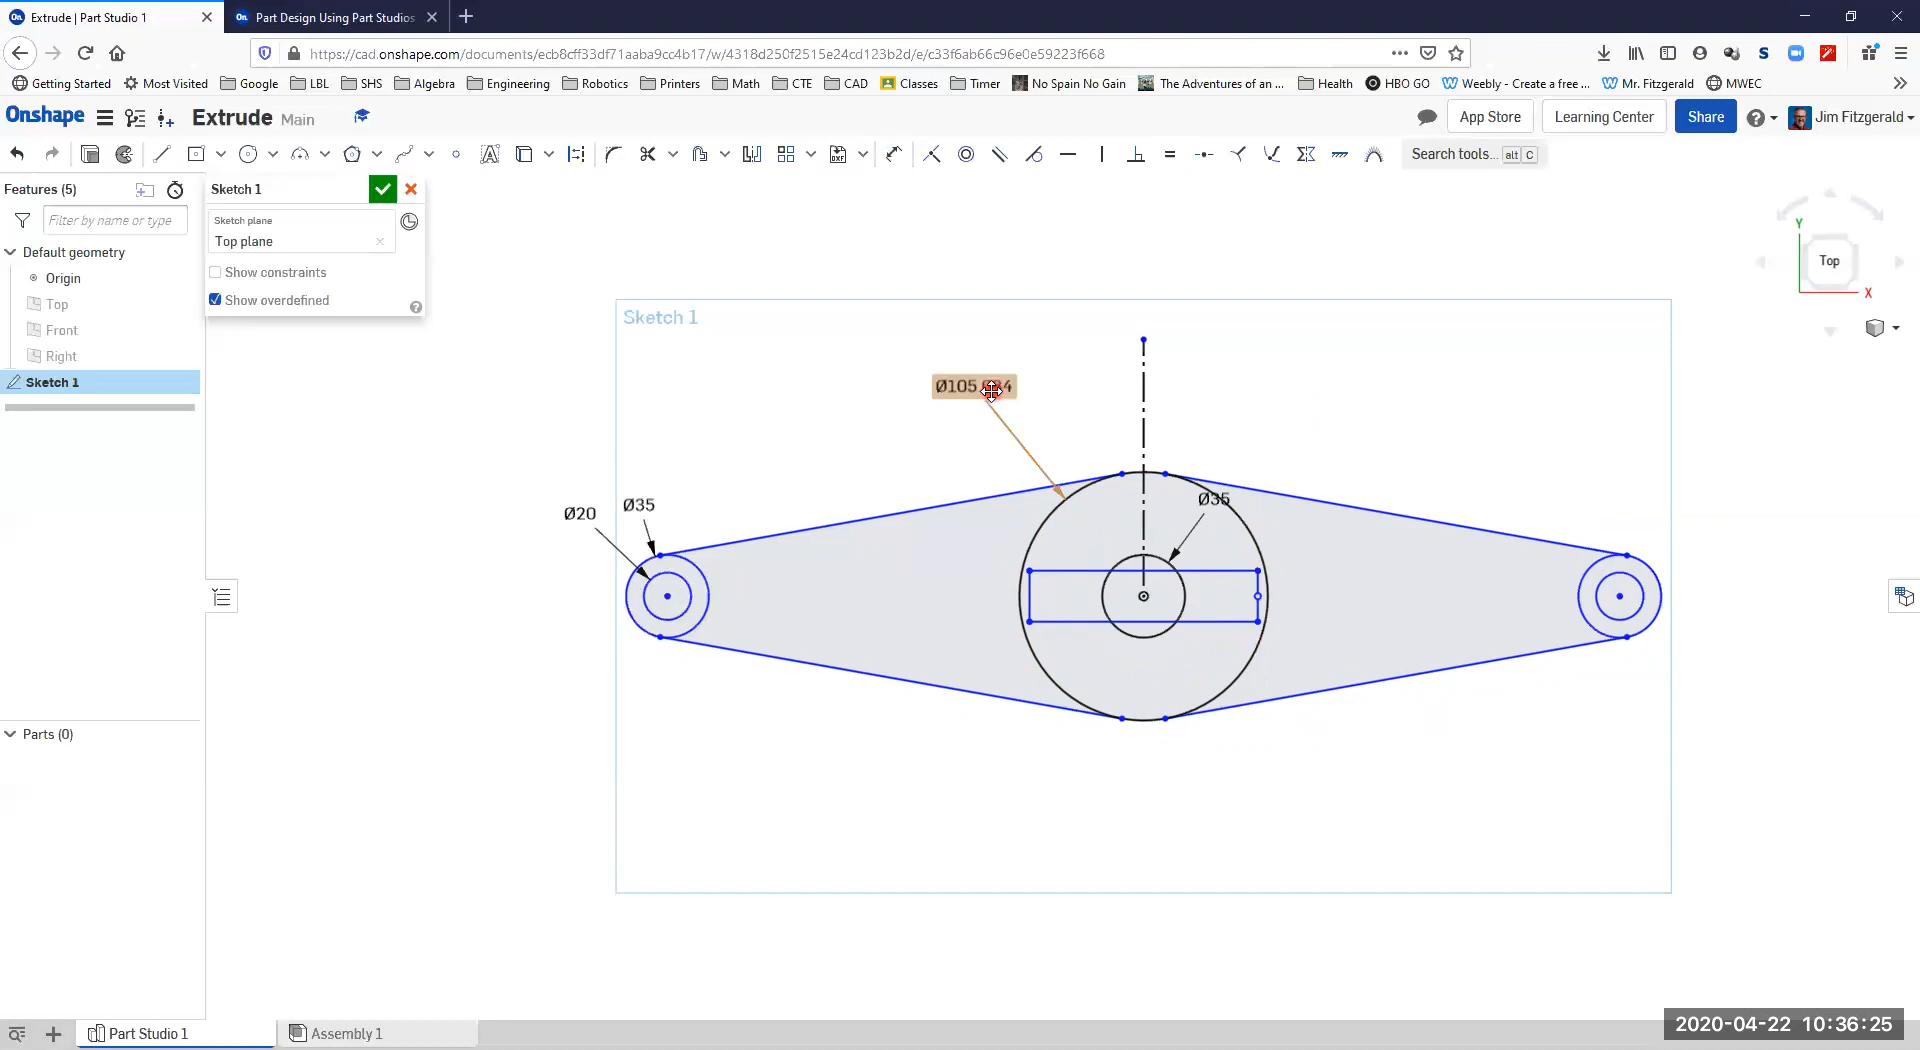 Extrude | Part Studio 1
Part Design Using Part Studios
https://cad.onshape.com/documents/ecb8cff33df71aaba9cc4b17/w/4318d250f2515e24cd123b2d/e/c33f6ab66c96e0e59223f668
Getting Started
Most Visited
Google
LBL
SHS
Algebra
Engineering
Robotics
Printers
Math
CTE
CAD
Classes
Timer
No Spain No Gain
The Adventures of an ...
Health
HBO GO
Weebly - Create a free ...
Mr. Fitzgerald
MWEC
Onshape
Extrude Main
App Store
Learning Center
Share
Jim Fitzgerald
DXF
Search tools... alt C
Features (5)
Filter by name or type
Default geometry
Origin
Top
Front
Right
Sketch 1
Parts (0)
Sketch 1
Sketch plane
Top plane
Show constraints
Show overdefined
Y
Top
X
Sketch 1
Ø35
Ø20
Ø35
Part Studio 1
Assembly 1
2020-04-22 10:36:25